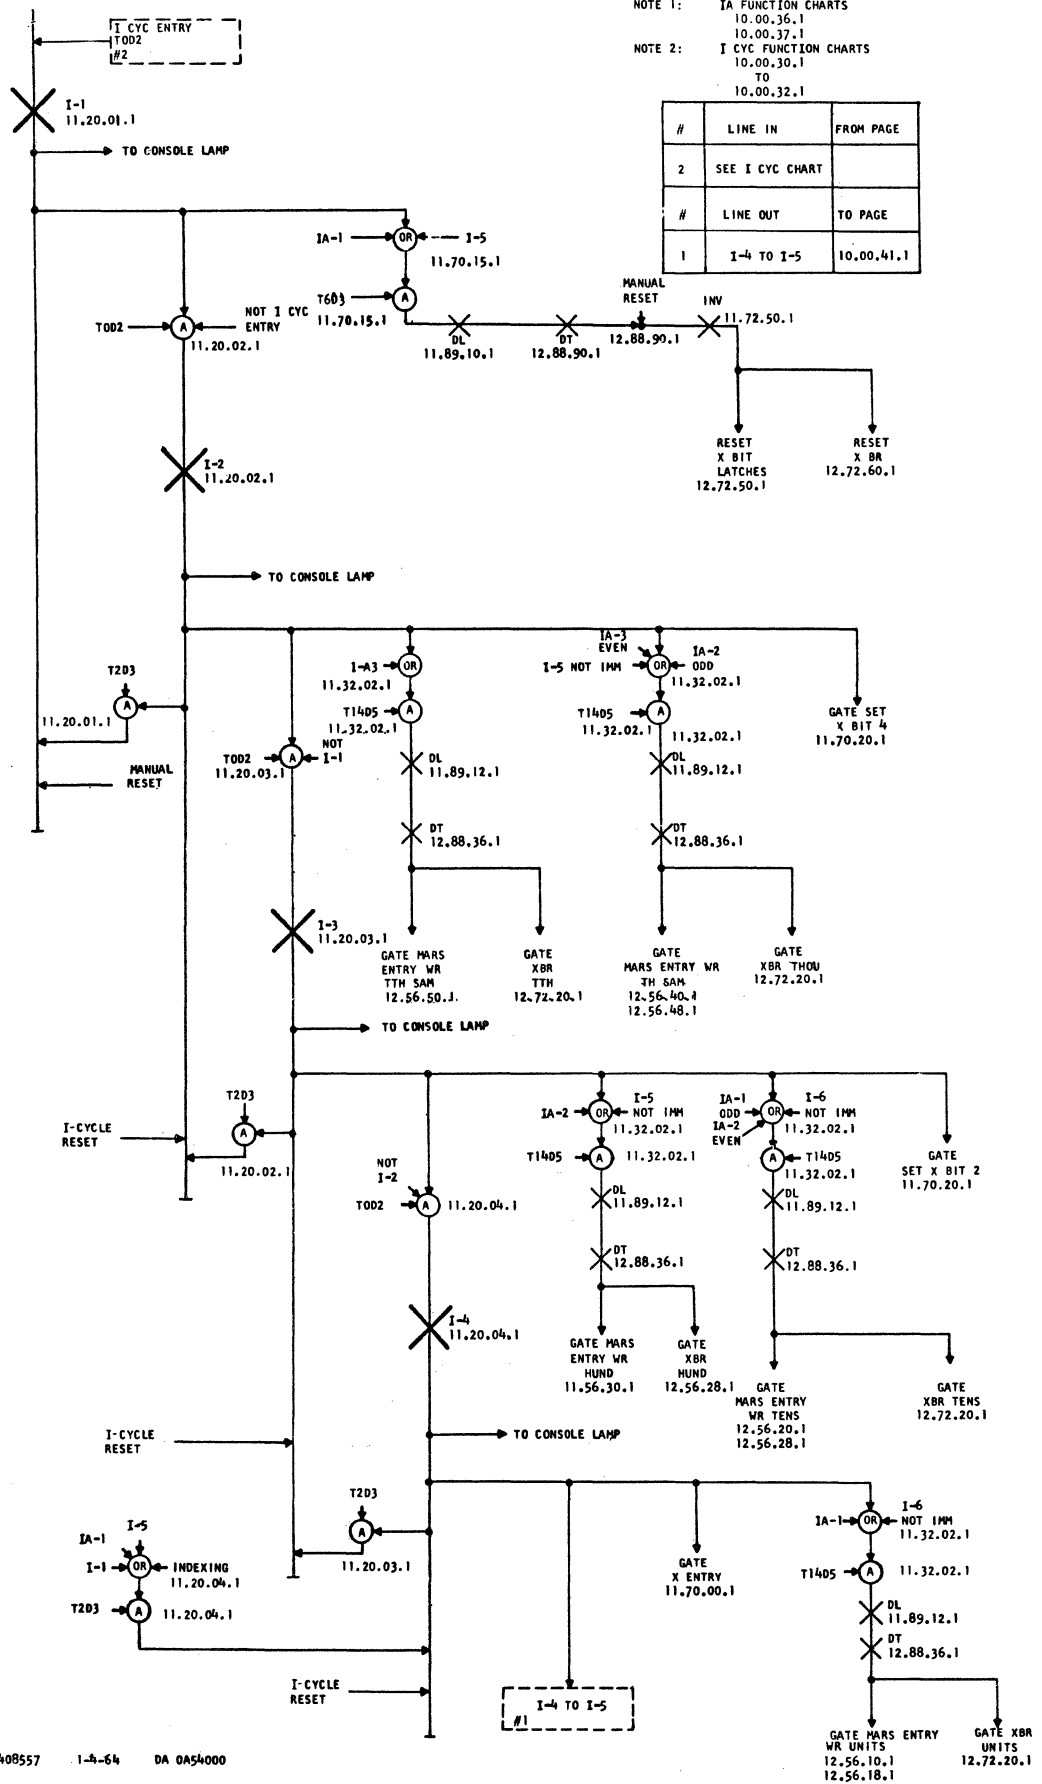 NOTE 1: IA FUNCTION CHARTS
10.00.36.1
10.00.37.1
NOTE 2: I CYC FUNCTION CHARTS
10.00.30.1
TO
10.00.32.1
I CYC ENTRY
TOD2
#2
# LINE IN FROM PAGE
2 SEE I CYC CHART
# LINE OUT TO PAGE
1 I-4 TO I-5 10.00.41.1
I-1
11.20.01.1
TO CONSOLE LAMP
IA-1 OR I-5
11.70.15.1
T6D3 A
11.70.15.1
TOD2 A NOT I CYC
ENTRY
11.20.02.1
DL
11.89.10.1
DT
12.88.90.1
MANUAL
RESET
12.88.90.1
INV
11.72.50.1
RESET
X BIT
LATCHES
12.72.50.1
RESET
X BR
12.72.60.1
I-2
11.20.02.1
TO CONSOLE LAMP
T2D3
A
11.20.01.1
MANUAL
RESET
TOD2 A NOT
I-1
11.20.03.1
I-A3 OR
11.32.02.1
T14D5 A
11.32.02.1
DL
11.89.12.1
DT
12.88.36.1
GATE MARS
ENTRY WR
TTH SAM
12.56.50.1
GATE
XBR
TTH
12.72.20.1
IA-3
EVEN
I-5 NOT IMM OR IA-2
ODD
11.32.02.1
T14D5 A
11.32.02.1
11.32.02.1
DL
11.89.12.1
DT
12.88.36.1
GATE
MARS ENTRY WR
TH SAM
12.56.40.1
12.56.48.1
GATE
XBR THOU
12.72.20.1
GATE SET
X BIT 4
11.70.20.1
I-3
11.20.03.1
TO CONSOLE LAMP
I-CYCLE
RESET
T2D3
A
11.20.02.1
NOT
I-2
TOD2 A 11.20.04.1
IA-2 OR I-5
NOT IMM
11.32.02.1
T14D5 A 11.32.02.1
DL
11.89.12.1
DT
12.88.36.1
GATE MARS
ENTRY WR
HUND
11.56.30.1
GATE
XBR
HUND
12.56.28.1
IA-1
ODD
IA-2
EVEN
OR I-6
NOT IMM
11.32.02.1
A T14D5
11.32.02.1
DL
11.89.12.1
DT
12.88.36.1
GATE
MARS ENTRY
WR TENS
12.56.20.1
12.56.28.1
GATE
XBR TENS
12.72.20.1
GATE
SET X BIT 2
11.70.20.1
I-4
11.20.04.1
TO CONSOLE LAMP
I-CYCLE
RESET
T2D3
A
11.20.03.1
I-5
IA-1
I-1 OR INDEXING
11.20.04.1
T2D3 A 11.20.04.1
I-CYCLE
RESET
I-4 TO I-5
#1
GATE
X ENTRY
11.70.00.1
IA-1 OR I-6
NOT IMM
11.32.02.1
T14D5 A 11.32.02.1
DL
11.89.12.1
DT
12.88.36.1
GATE MARS ENTRY
WR UNITS
12.56.10.1
12.56.18.1
GATE XBR
UNITS
12.72.20.1
408557 1-4-64 DA 0A54000